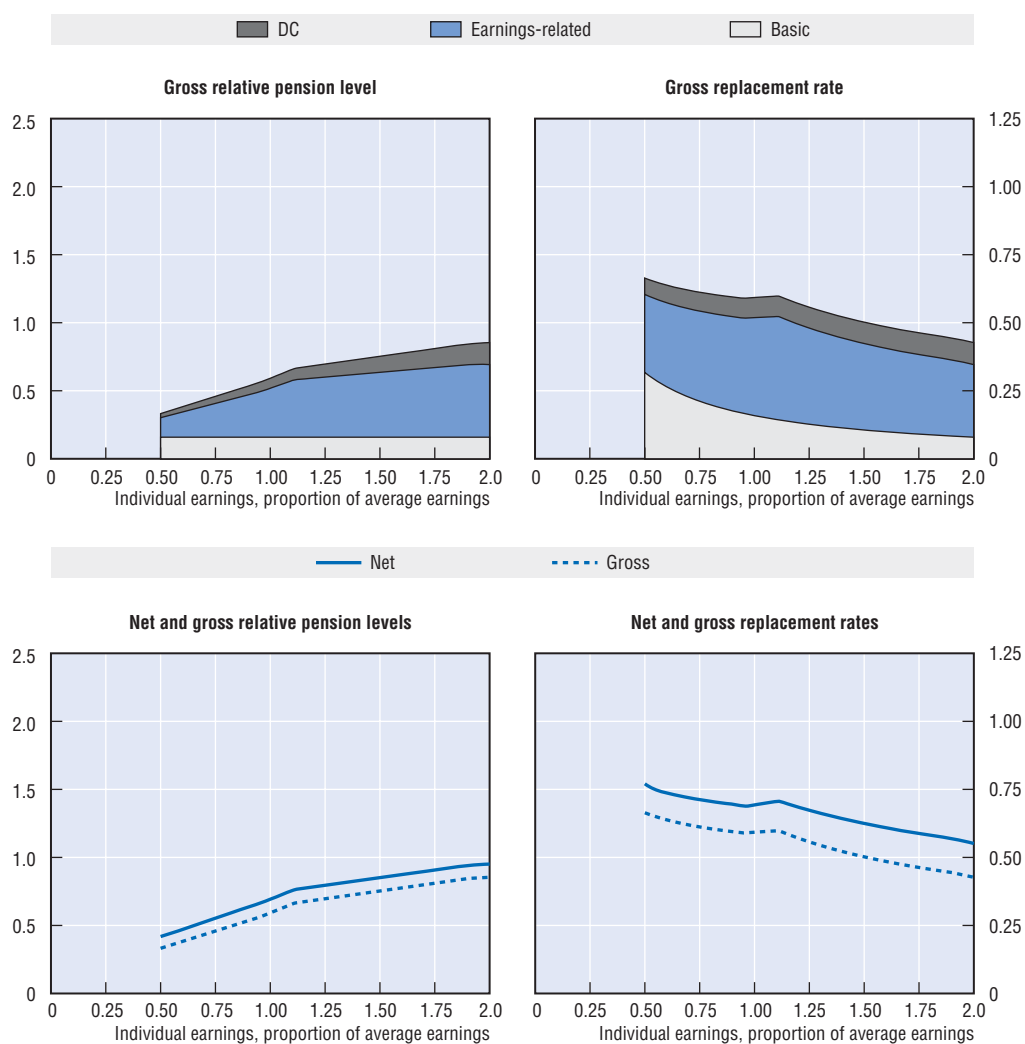 DC Earnings-related Basic
Gross relative pension level
2.5
2.0
1.5
1.0
0.5
0
0 0.25 0.50 0.75 1.00 1.25 1.50 1.75 2.0
Individual earnings, proportion of average earnings
Gross replacement rate
1.25
1.00
0.75
0.50
0.25
0
0 0.25 0.50 0.75 1.00 1.25 1.50 1.75 2.0
Individual earnings, proportion of average earnings
Net Gross
Net and gross relative pension levels
2.5
2.0
1.5
1.0
0.5
0
0 0.25 0.50 0.75 1.00 1.25 1.50 1.75 2.0
Individual earnings, proportion of average earnings
Net and gross replacement rates
1.25
1.00
0.75
0.50
0.25
0
0 0.25 0.50 0.75 1.00 1.25 1.50 1.75 2.0
Individual earnings, proportion of average earnings